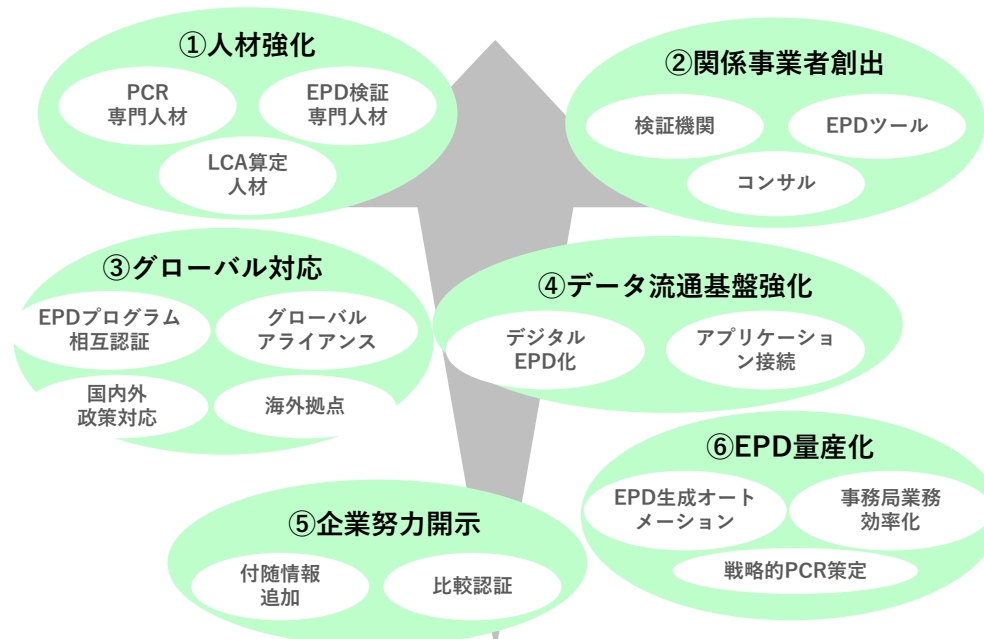 ①人材強化
PCR
専門人材
EPD検証
専門人材
LCA算定
人材
②関係事業者創出
検証機関
EPDツール
コンサル
③グローバル対応
EPDプログラム
相互認証
グローバル
アライアンス
国内外
政策対応
海外拠点
④データ流通基盤強化
デジタル
EPD化
アプリケーショ
ン接続
⑤企業努力開示
付随情報
追加
比較認証
⑥EPD量産化
EPD生成オート
メーション
事務局業務
効率化
戦略的PCR策定